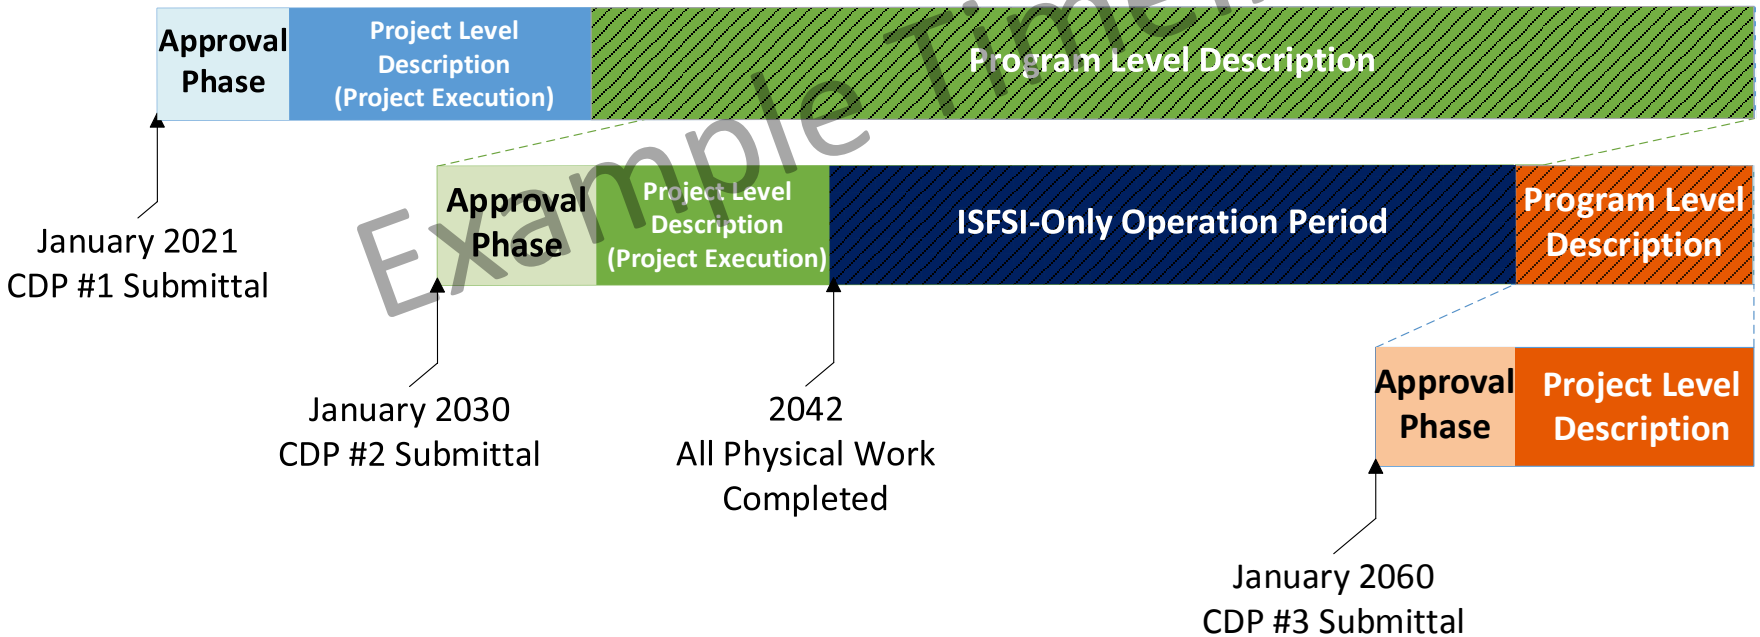 Approval
Phase
Project Level
Description
(Project Execution)
Program Level Description
Example
January 2021
CDP #1 Submittal
Approval
Phase
Project Level
Description
(Project Execution)
ISFSI-Only Operation Period
Program Level
Description
January 2030
CDP #2 Submittal
2042
All Physical Work
Completed
Approval
Phase
Project Level
Description
January 2060
CDP #3 Submittal